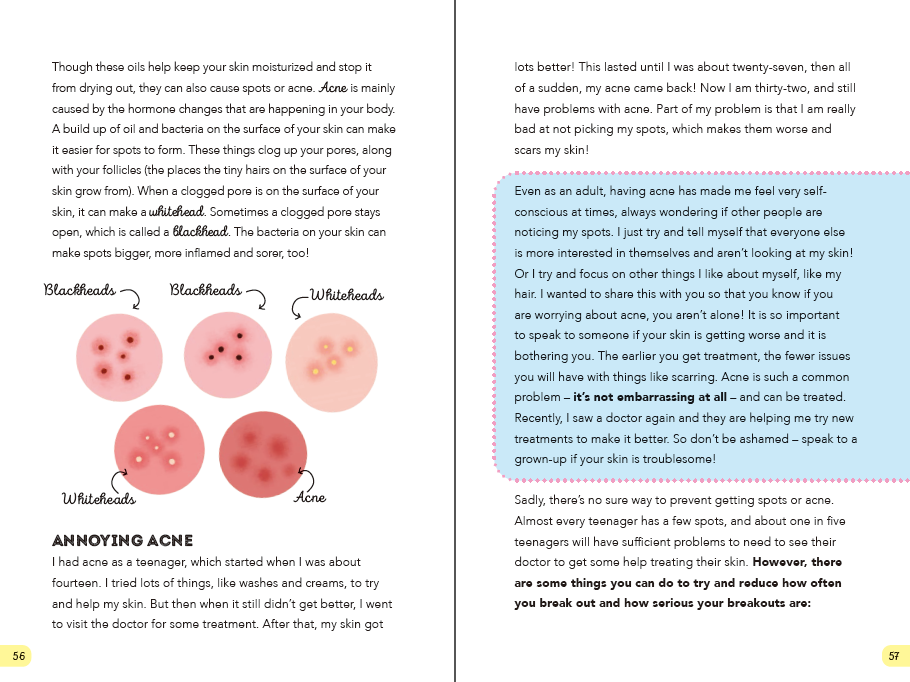 Though these oils help keep your skin moisturized and stop it
from drying out, they can also cause spots or acne. Acne is mainly
caused by the hormone changes that are happening in your body.
A build up of oil and bacteria on the surface of your skin can make
it easier for spots to form. These things clog up your pores, along
with your follicles (the places the tiny hairs on the surface of your
skin grow from). When a clogged pore is on the surface of your
skin, it can make a whitehead. Sometimes a clogged pore stays
open, which is called a blackhead. The bacteria on your skin can
make spots bigger, more inflamed and sorer, too!
Blackheads
Blackheads
Whiteheads
Whiteheads
Acne
ANNOYING ACNE
I had acne as a teenager, which started when I was about
fourteen. I tried lots of things, like washes and creams, to try
and help my skin. But then when it still didn't get better, I went
to visit the doctor for some treatment. After that, my skin got
56
lots better! This lasted until I was about twenty-seven, then all
of a sudden, my acne came back! Now I am thirty-two, and still
have problems with acne. Part of my problem is that I am really
bad at not picking my spots, which makes them worse and
scars my skin!
Even as an adult, having acne has made me feel very self-
conscious at times, always wondering if other people are
noticing my spots. I just try and tell myself that everyone else
is more interested in themselves and aren't looking at my skin!
Or I try and focus on other things I like about myself, like my
hair. I wanted to share this with you so that you know if you
are worrying about acne, you aren't alone! It is so important
to speak to someone if your skin is getting worse and it is
bothering you. The earlier you get treatment, the fewer issues
you will have with things like scarring. Acne is such a common
problem – it's not embarrassing at all – and can be treated.
Recently, I saw a doctor again and they are helping me try new
treatments to make it better. So don't be ashamed – speak to a
grown-up if your skin is troublesome!
Sadly, there's no sure way to prevent getting spots or acne.
Almost every teenager has a few spots, and about one in five
teenagers will have sufficient problems to need to see their
doctor to get some help treating their skin. However, there
are some things you can do to try and reduce how often
you break out and how serious your breakouts are:
57